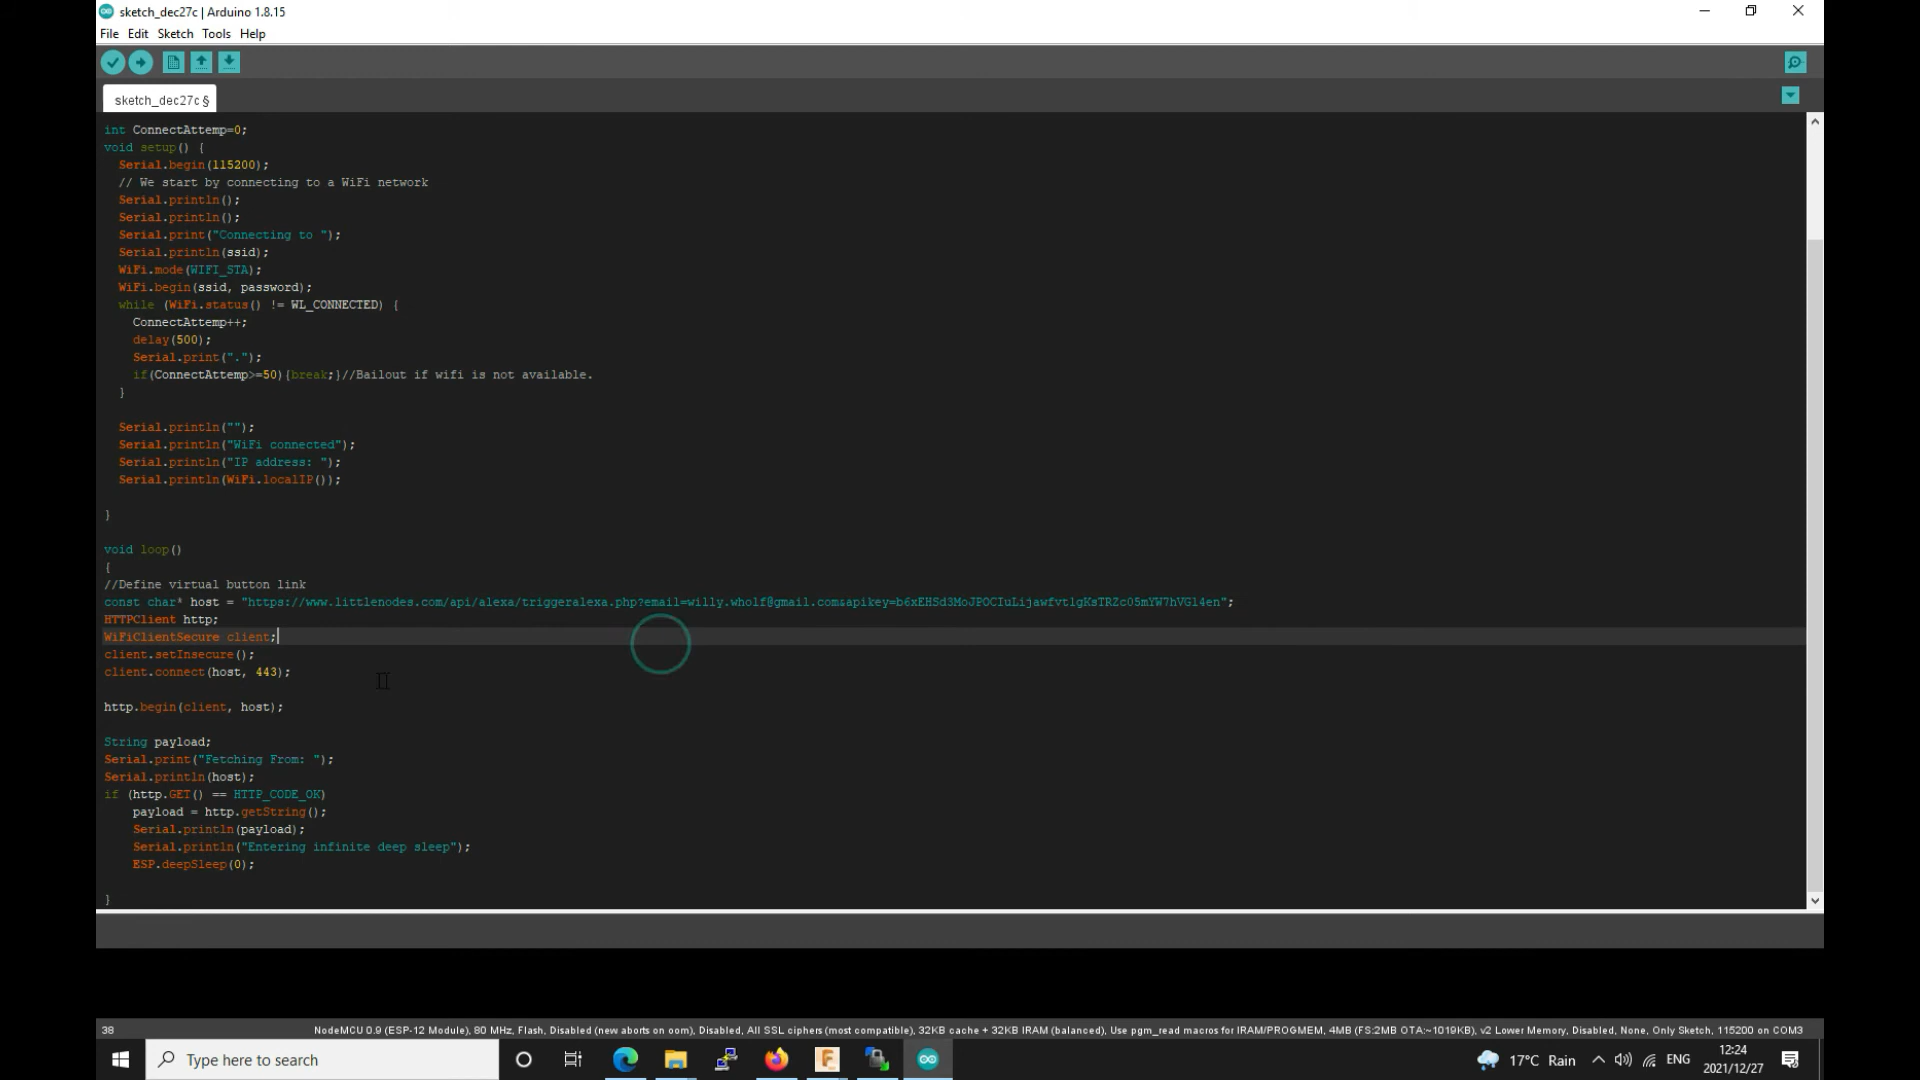 sketch_dec27c | Arduino 1.8.15
File Edit Sketch Tools Help
sketch_dec27c §
int ConnectAttemp=0;
void setup() {
Serial.begin(115200);
// We start by connecting to a WiFi network
Serial.println();
Serial.println();
Serial.print("Connecting to ");
Serial.println(ssid);
WiFi.mode(WIFI_STA);
WiFi.begin(ssid, password);
while (WiFi.status() != WL_CONNECTED) {
ConnectAttemp++;
delay(500);
Serial.print(".");
if(ConnectAttemp>=50){break;}//Bailout if wifi is not available.
}
Serial.println("");
Serial.println("WiFi connected");
Serial.println("IP address: ");
Serial.println(WiFi.localIP());
}
void loop()
{
//Define virtual button link
const char* host = "https://www.littlenodes.com/api/alexa/triggeralexa.php?email=willy.wholf@gmail.com&apikey=b6xEHSd3MoJPOCIuLijawfvtlgKsTRZc05mYW7hVGl4en";
HTTPClient http;
WiFiClientSecure client;
client.setInsecure();
client.connect(host, 443);
http.begin(client, host);
String payload;
Serial.print("Fetching From: ");
Serial.println(host);
if (http.GET() == HTTP_CODE_OK)
payload = http.getString();
Serial.println(payload);
Serial.println("Entering infinite deep sleep");
ESP.deepSleep(0);
}
38 NodeMCU 0.9 (ESP-12 Module), 80 MHz, Flash, Disabled (new aborts on oom), Disabled, All SSL ciphers (most compatible), 32KB cache + 32KB IRAM (balanced), Use pgm_read macros for IRAM/PROGMEM, 4MB (FS:2MB OTA:~1019KB), v2 Lower Memory, Disabled, None, Only Sketch, 115200 on COM3
Type here to search
17°C Rain
ENG
12:24
2021/12/27